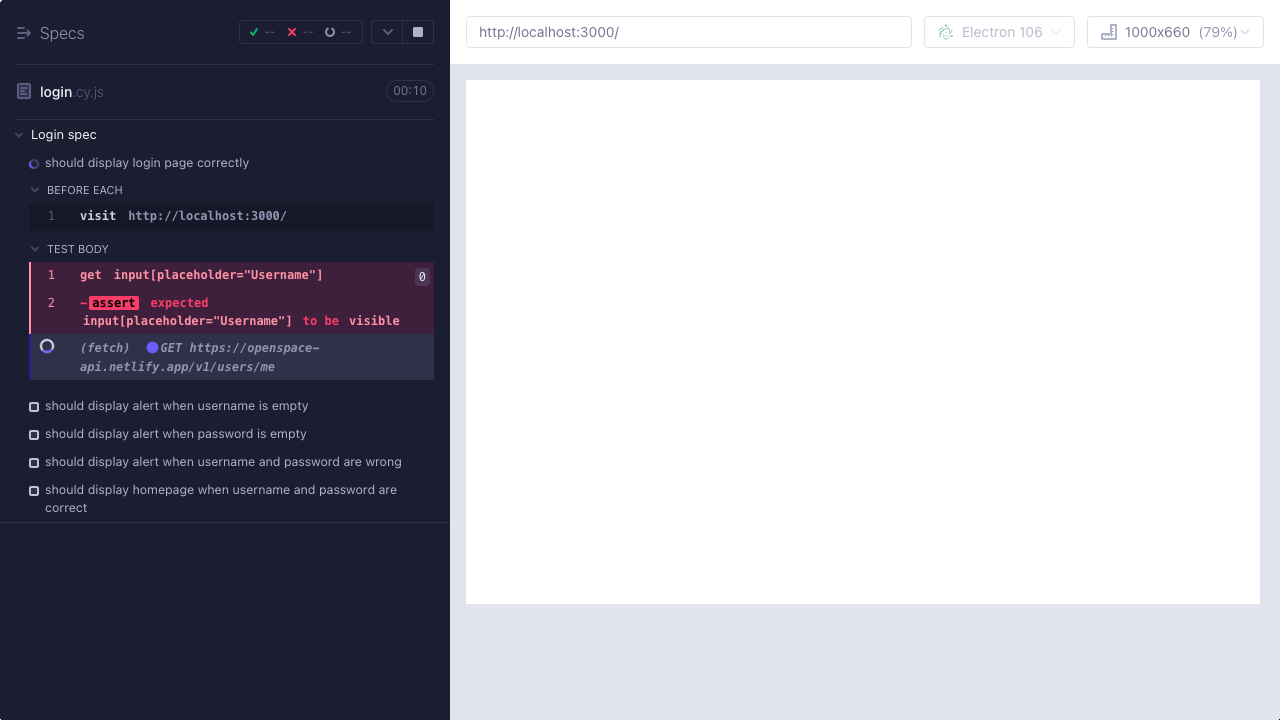 Specs
--
--
--
http://localhost:3000/
Electron 106
1000x660 (79%)
login.cy.js
00:10
Login spec
should display login page correctly
BEFORE EACH
1 visit http://localhost:3000/
TEST BODY
1 get input[placeholder="Username"] 0
2 -assert expected
input[placeholder="Username"] to be visible
(fetch) GET https://openspace-
api.netlify.app/v1/users/me
should display alert when username is empty
should display alert when password is empty
should display alert when username and password are wrong
should display homepage when username and password are
correct